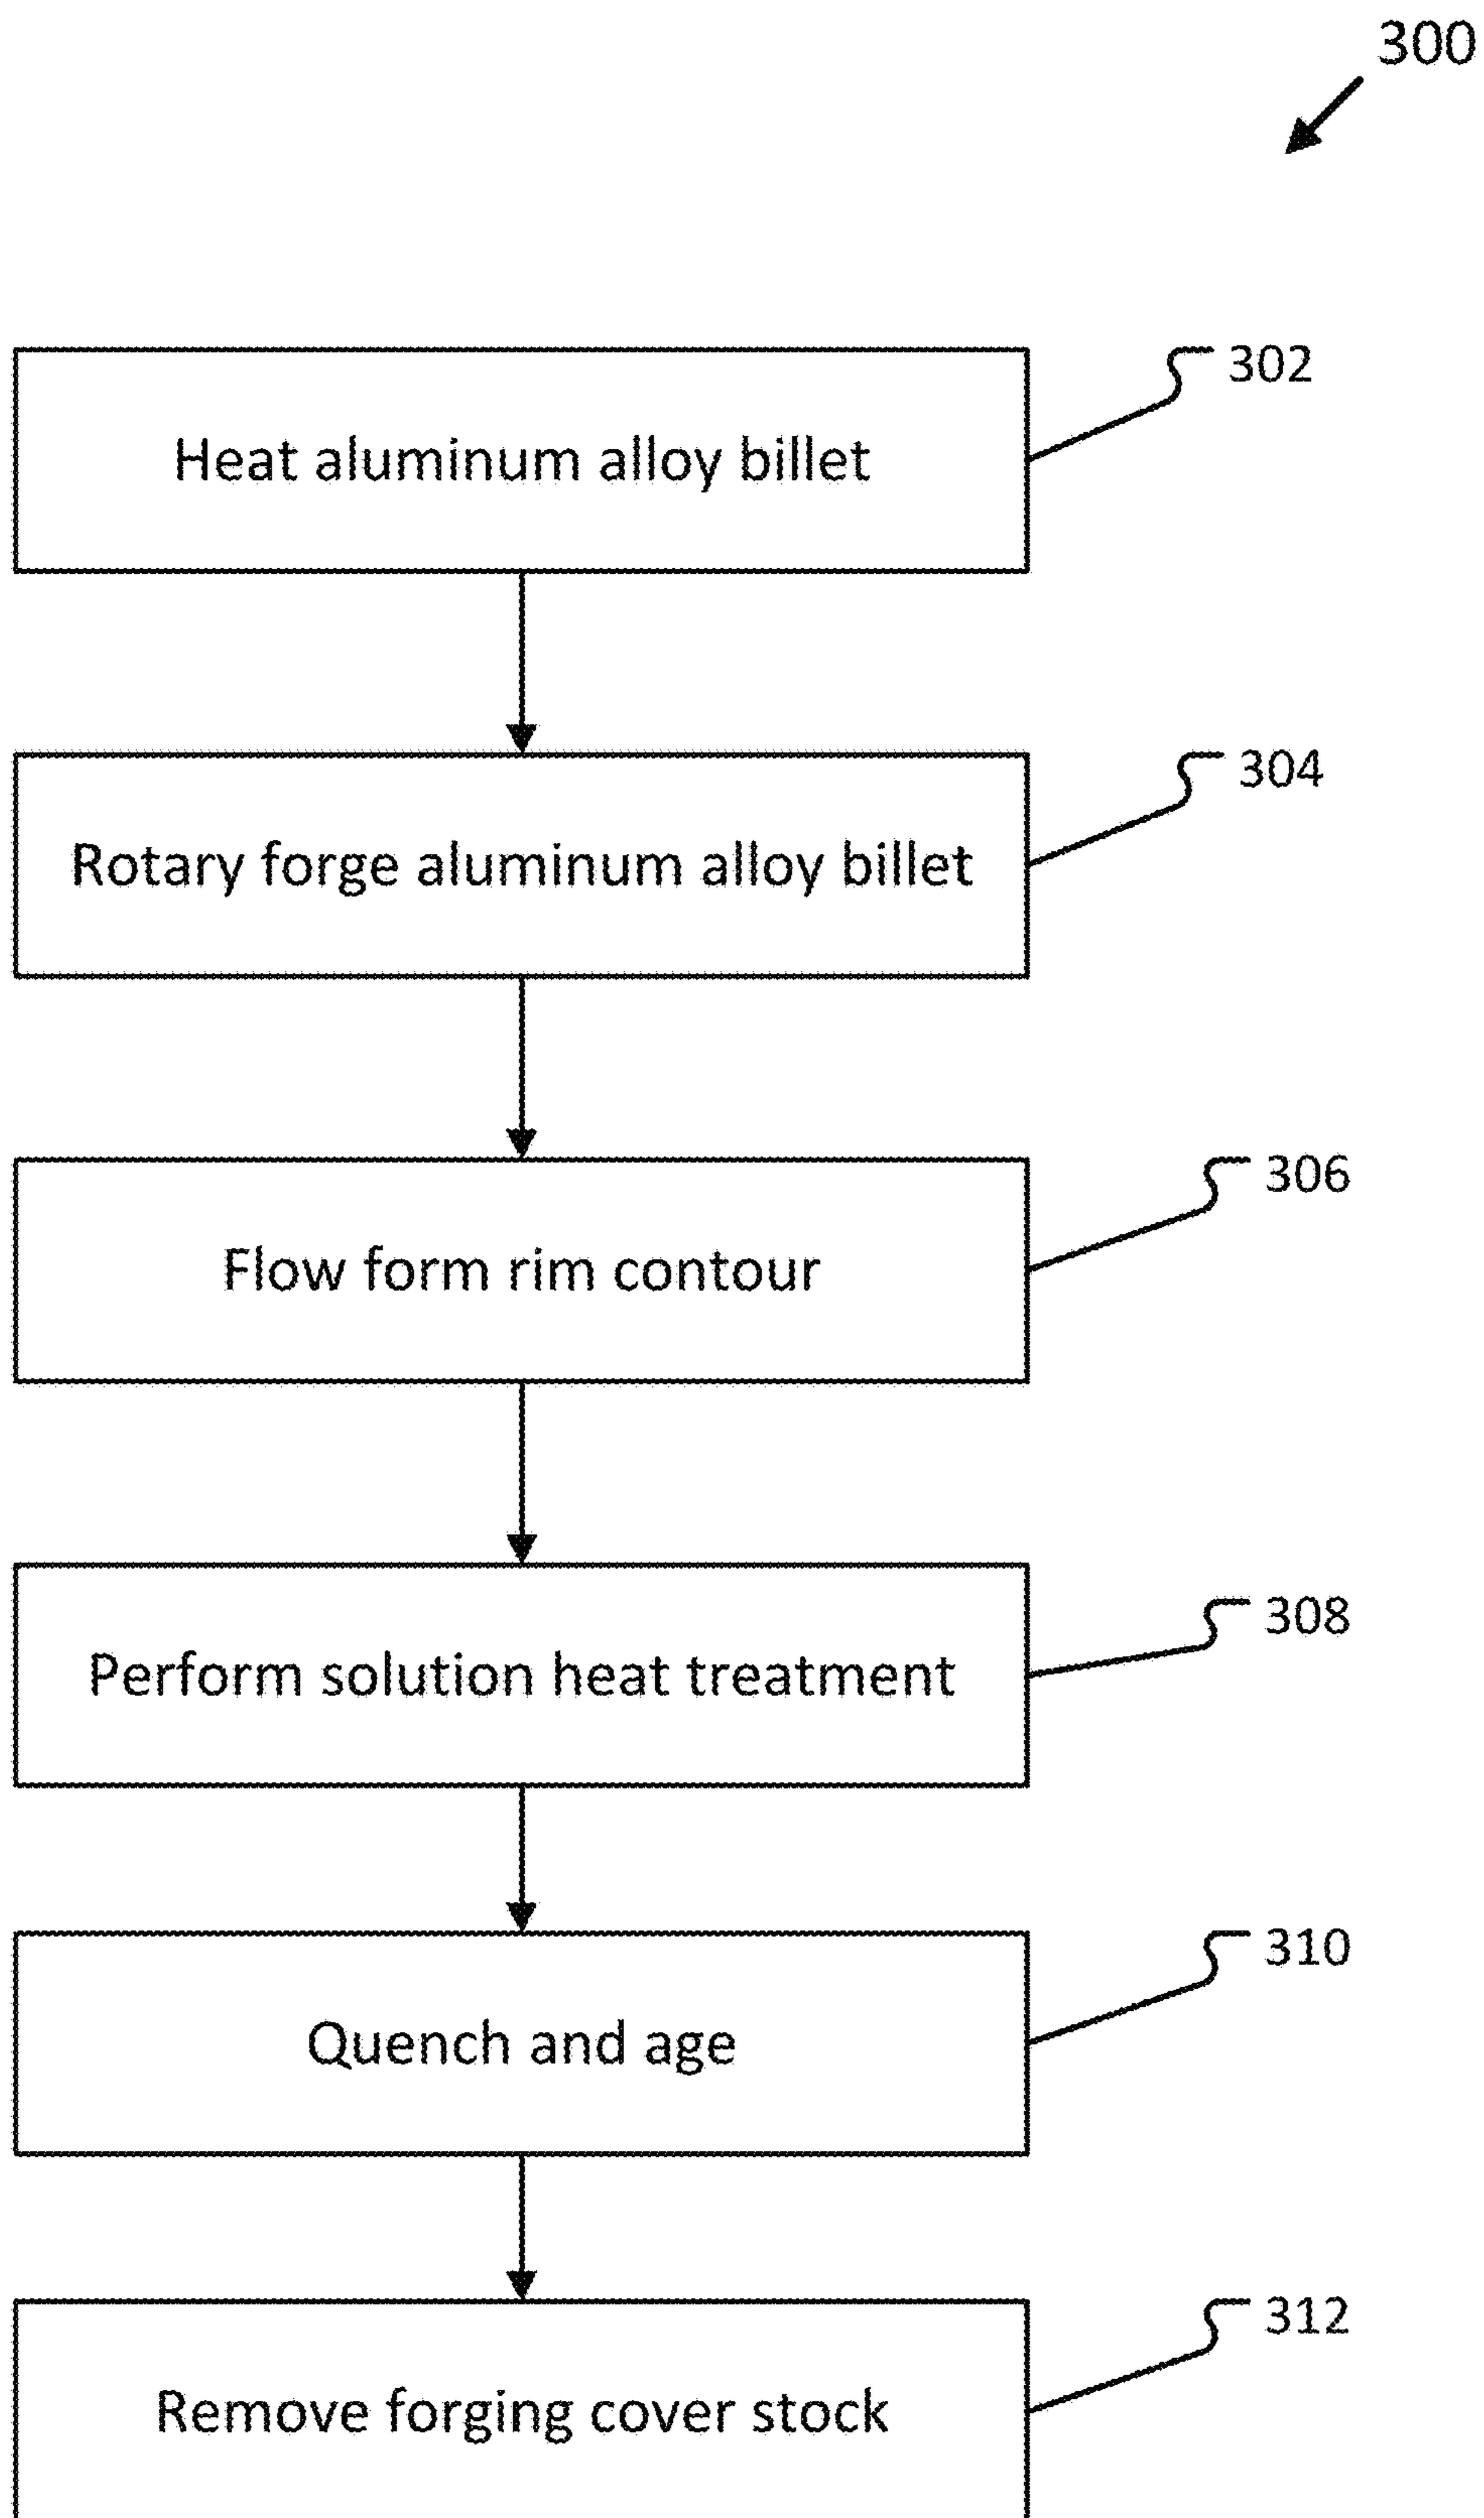 300
Heat aluminum alloy billet
302
Rotary forge aluminum alloy billet
304
Flow form rim contour
306
Perform solution heat treatment
308
Quench and age
310
Remove forging cover stock
312